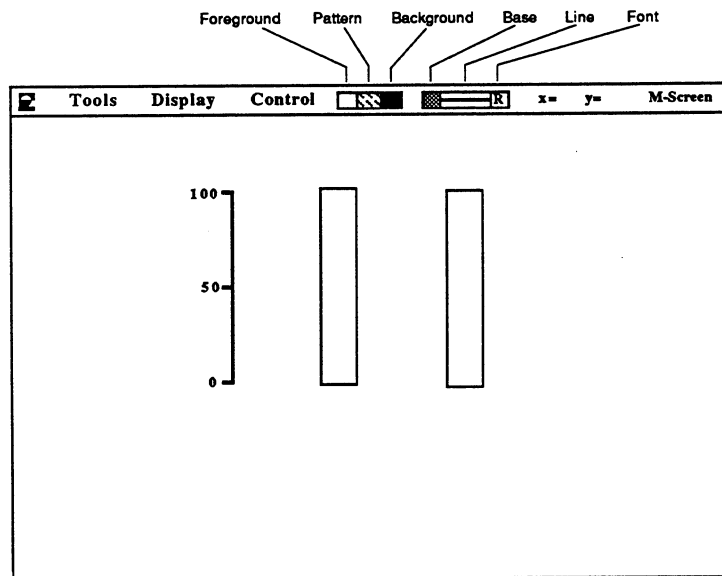 Foreground Pattern Background Base Line Font
Tools Display Control R x= y= M-Screen
100
50
0